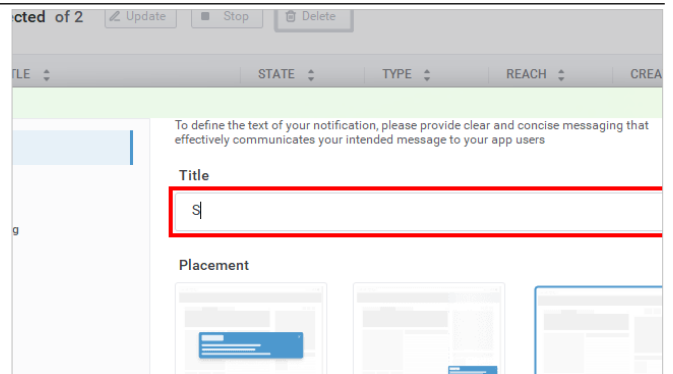 cted of 2 Update Stop Delete
TLE STATE TYPE REACH CREA
To define the text of your notification, please provide clear and concise messaging that
effectively communicates your intended message to your app users
Title
S
g
Placement